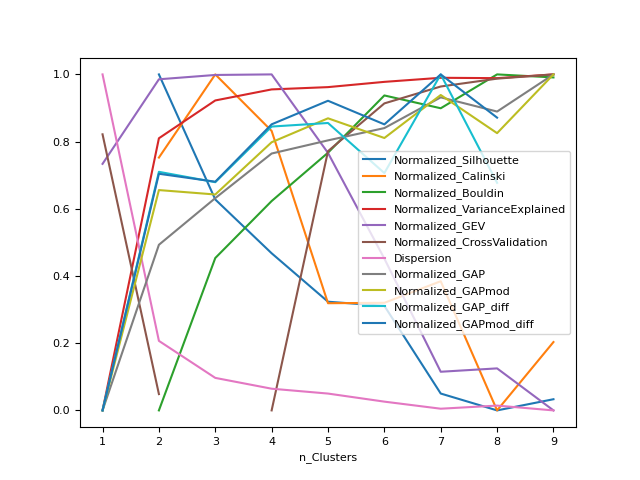 1.0
0.8
0.6
0.4
0.2
0.0
Normalized_Silhouette
Normalized_Calinski
Normalized_Bouldin
Normalized_VarianceExplained
Normalized_GEV
Normalized_CrossValidation
Dispersion
Normalized_GAP
Normalized_GAPmod
Normalized_GAP_diff
Normalized_GAPmod_diff
1 2 3 4 5 6 7 8 9
n_Clusters